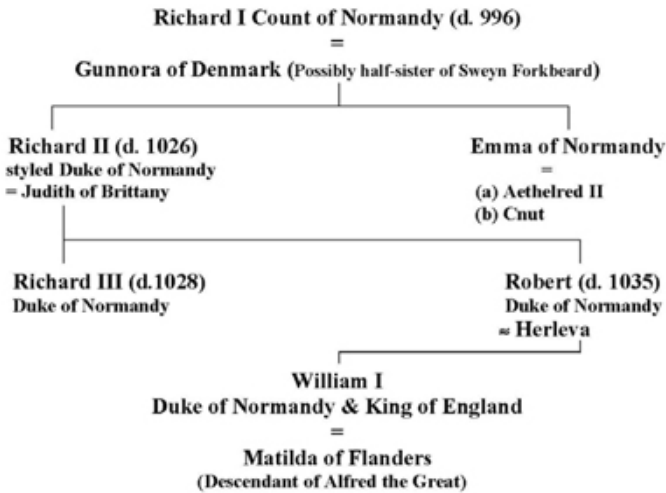 Richard I Count of Normandy (d. 996)
=
Gunnora of Denmark (Possibly half-sister of Sweyn Forkbeard)
Richard II (d. 1026)
styled Duke of Normandy
= Judith of Brittany
Emma of Normandy
=
(a) Aethelred II
(b) Cnut
Richard III (d.1028)
Duke of Normandy
Robert (d. 1035)
Duke of Normandy
≈ Herleva
William I
Duke of Normandy & King of England
=
Matilda of Flanders
(Descendant of Alfred the Great)